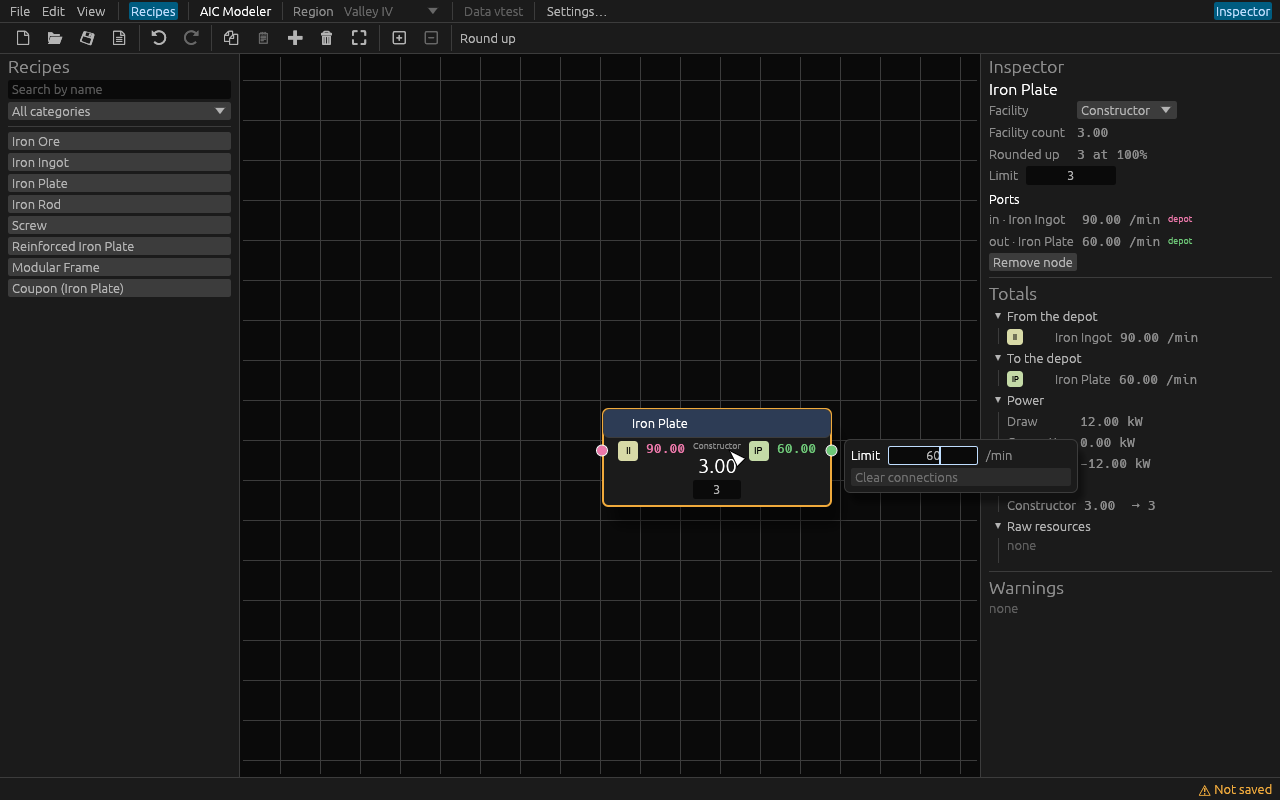 File Edit View Recipes AIC Modeler Region Valley IV Data vtest Settings... Inspector
Round up
Recipes
Search by name
All categories
Iron Ore
Iron Ingot
Iron Plate
Iron Rod
Screw
Reinforced Iron Plate
Modular Frame
Coupon (Iron Plate)
Iron Plate
II 90.00 Constructor IP 60.00
3.00
3
Limit 60 /min
Clear connections
Inspector
Iron Plate
Facility Constructor
Facility count 3.00
Rounded up 3 at 100%
Limit 3
Ports
in · Iron Ingot 90.00 /min depot
out · Iron Plate 60.00 /min depot
Remove node
Totals
From the depot
II Iron Ingot 90.00 /min
To the depot
IP Iron Plate 60.00 /min
Power
Draw 12.00 kW
0.00 kW
-12.00 kW
Constructor 3.00 → 3
Raw resources
none
Warnings
none
Not saved